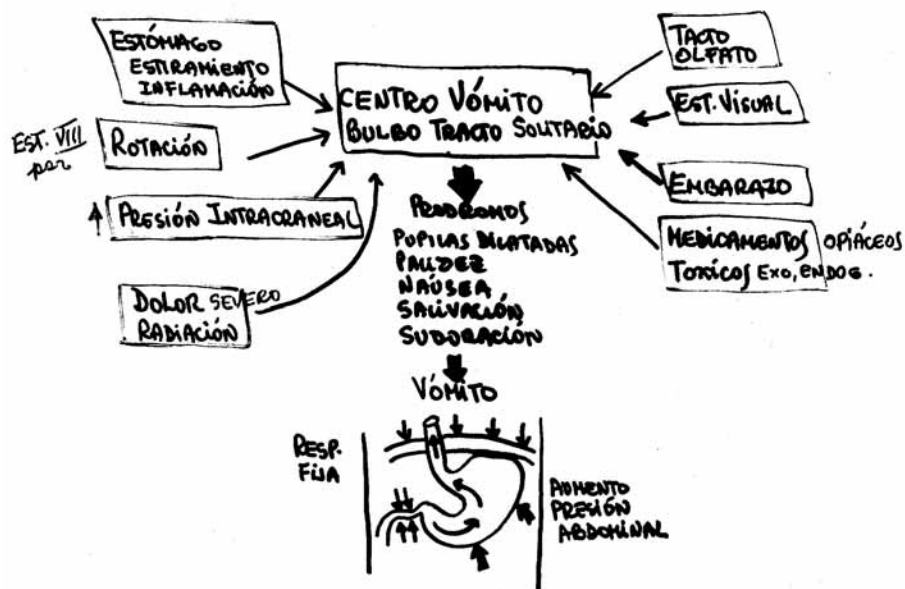 ESTÓMAGO
ESTIRAMIENTO
INFLAMACIÓN
EST. VIII
par
ROTACIÓN
↑ PRESIÓN INTRACRANEAL
DOLOR SEVERO
RADIACIÓN
CENTRO VÓMITO
BULBO TRACTO SOLITARIO
TACTO
OLFATO
EST. VISUAL
EMBARAZO
MEDICAMENTOS OPIÁCEOS
TOXICOS EXO, ENDOG.
PRODROMOS
PUPILAS DILATADAS
PALIDEZ
NAÚSEA
SALIVACIÓN
SUDORACIÓN
VÓMITO
RESP.
FIJA
AUMENTO
PRESIÓN
ABDOMINAL